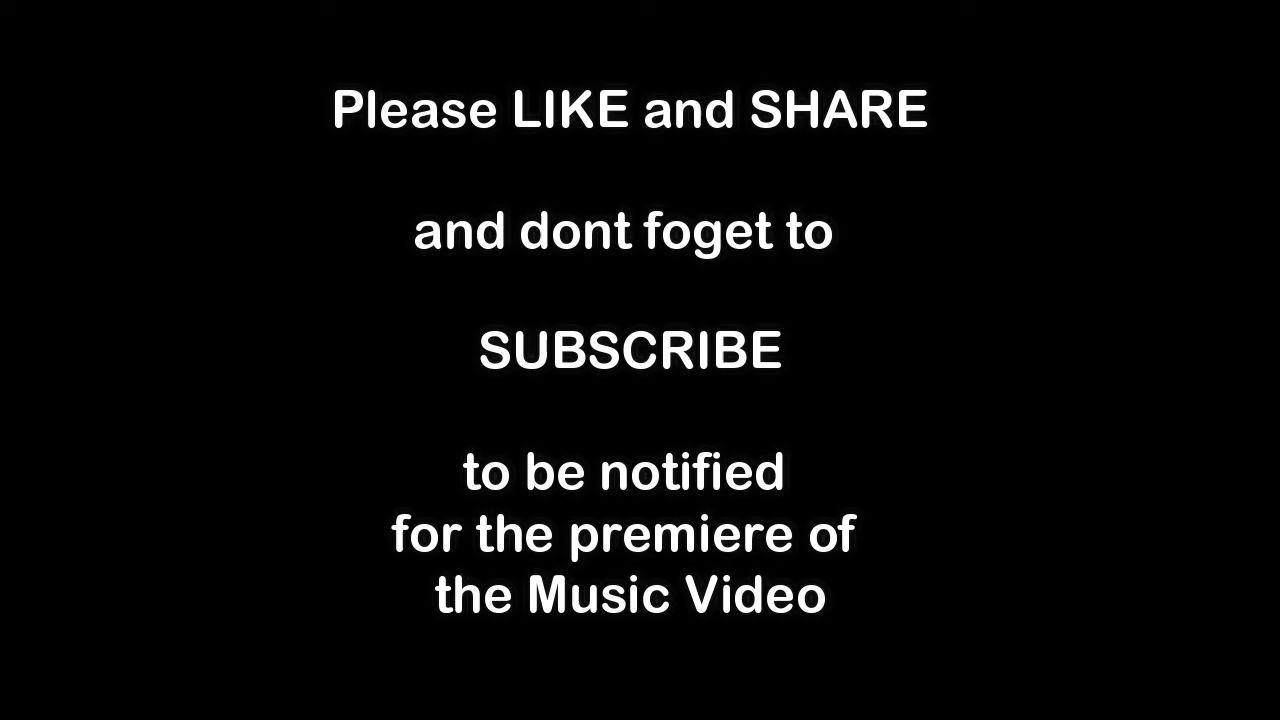 Please LIKE and SHARE
and dont foget to
SUBSCRIBE
to be notified
for the premiere of
the Music Video